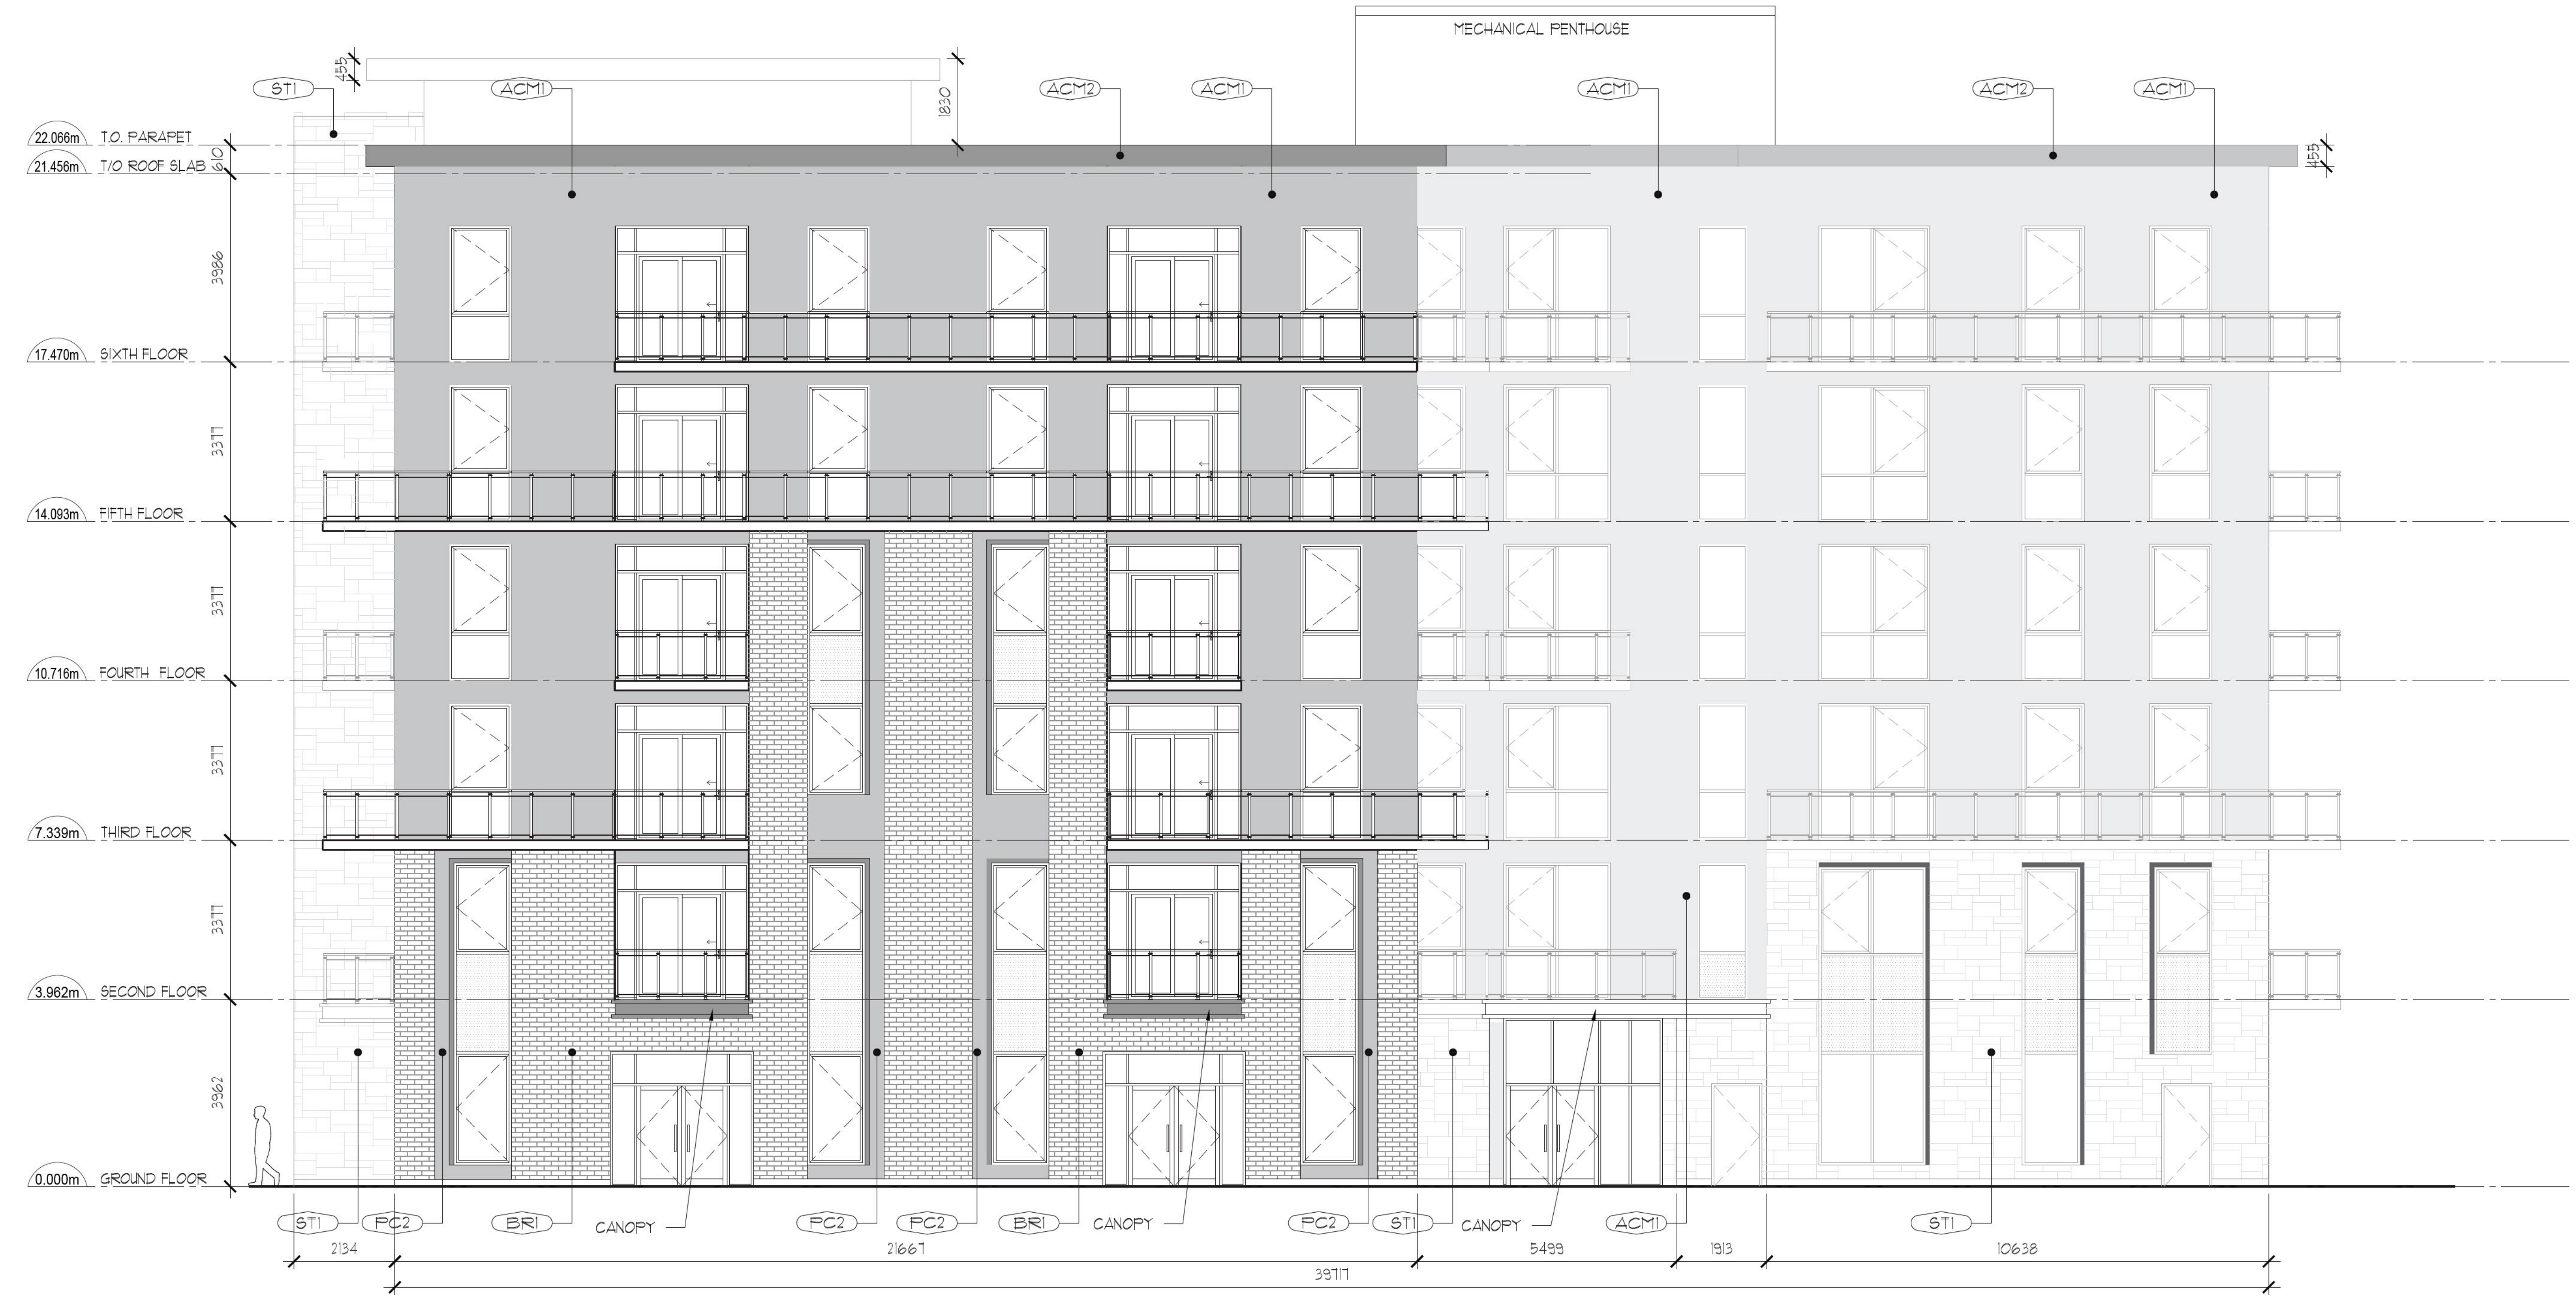 MECHANICAL PENTHOUSE
455
ST1
ACM1
1830
ACM2
ACM1
ACM1
ACM2
ACM1
22.066m T.O. PARAPET
610
455
21.456m T/O ROOF SLAB
3986
17.470m SIXTH FLOOR
3377
14.093m FIFTH FLOOR
3377
10.716m FOURTH FLOOR
3377
7.339m THIRD FLOOR
3377
3.962m SECOND FLOOR
3962
0.000m GROUND FLOOR
ST1
PC2
BR1
CANOPY
PC2
PC2
BR1
CANOPY
PC2
ST1
CANOPY
ACM1
ST1
2134
21667
5499
1913
10638
39717